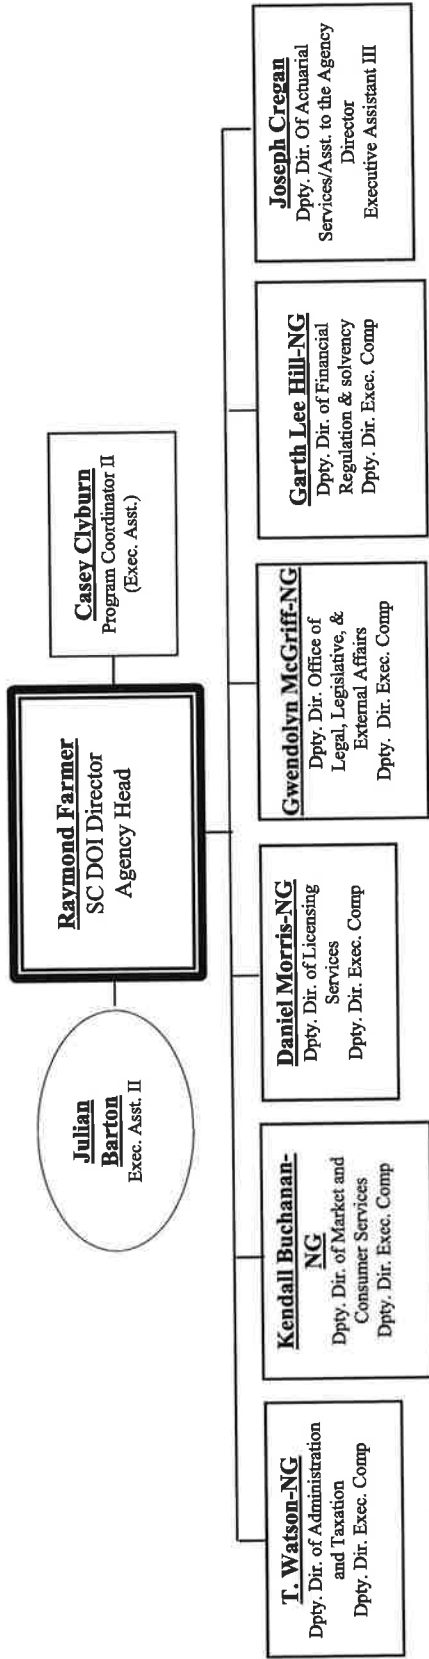 Raymond Farmer
SC DOI Director
Agency Head
Julian
Barton
Exec. Asst. II
Casey Clyburn
Program Coordinator II
(Exec. Asst.)
T. Watson-NG
Dpty. Dir. of Administration
and Taxation
Dpty. Dir. Exec. Comp
Kendall Buchanan-
NG
Dpty. Dir. of Market and
Consumer Services
Dpty. Dir. Exec. Comp
Daniel Morris-NG
Dpty. Dir. of Licensing
Services
Dpty. Dir. Exec. Comp
Gwendolyn McGriff-NG
Dpty. Dir. Office of
Legal, Legislative, &
External Affairs
Dpty. Dir. Exec. Comp
Garth Lee Hill-NG
Dpty. Dir. of Financial
Regulation & solvency
Dpty. Dir. Exec. Comp
Joseph Cregan
Dpty. Dir. Of Actuarial
Services/Asst. to the Agency
Director
Executive Assistant III